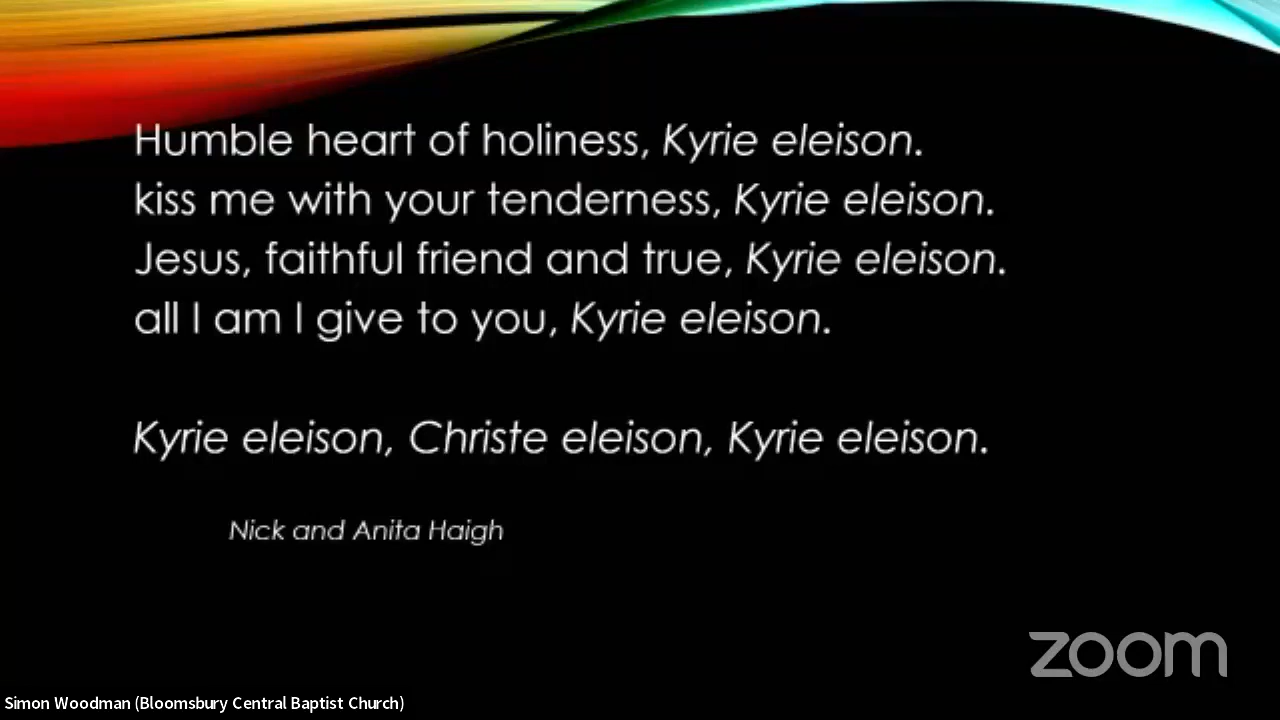 Humble heart of holiness, Kyrie eleison.
kiss me with your tenderness, Kyrie eleison.
Jesus, faithful friend and true, Kyrie eleison.
all I am I give to you, Kyrie eleison.
Kyrie eleison, Christe eleison, Kyrie eleison.
Nick and Anita Haigh
zoom
Simon Woodman (Bloomsbury Central Baptist Church)